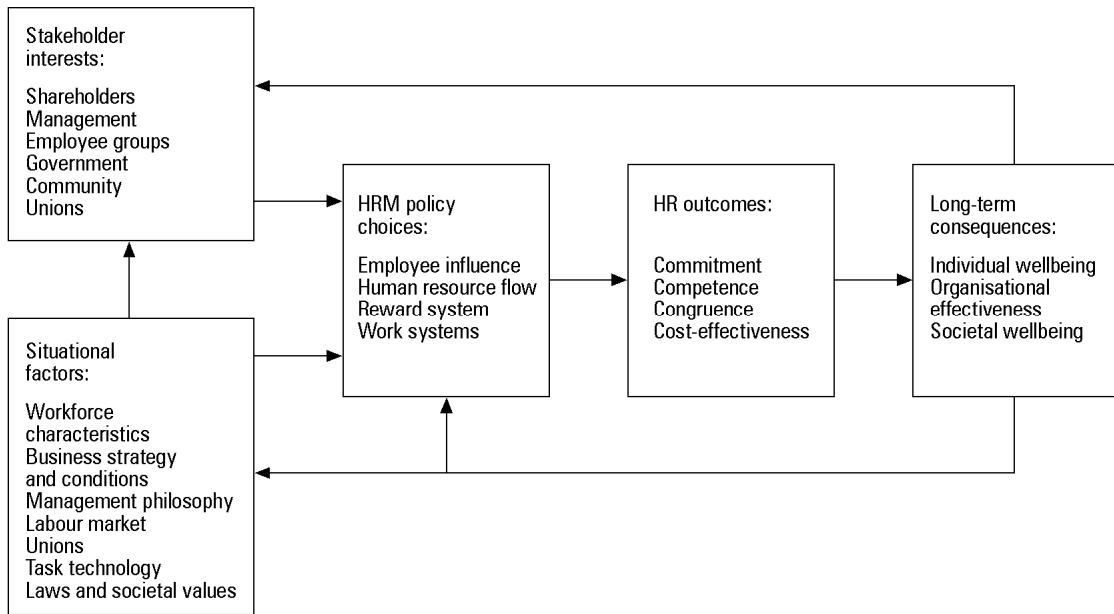 Stakeholder
interests:
Shareholders
Management
Employee groups
Government
Community
Unions
Situational
factors:
Workforce
characteristics
Business strategy
and conditions
Management philosophy
Labour market
Unions
Task technology
Laws and societal values
HRM policy
choices:
Employee influence
Human resource flow
Reward system
Work systems
HR outcomes:
Commitment
Competence
Congruence
Cost-effectiveness
Long-term
consequences:
Individual wellbeing
Organisational
effectiveness
Societal wellbeing